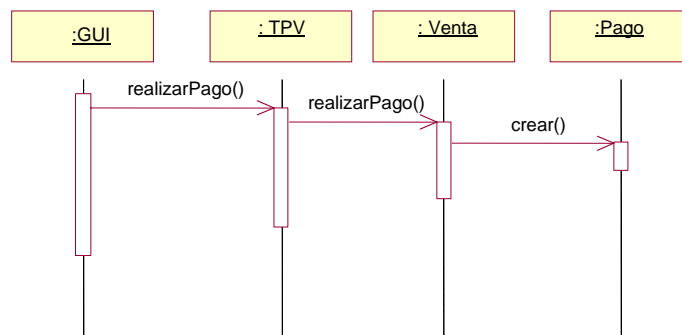 :GUI
: TPV
: Venta
:Pago
realizarPago()
realizarPago()
crear()